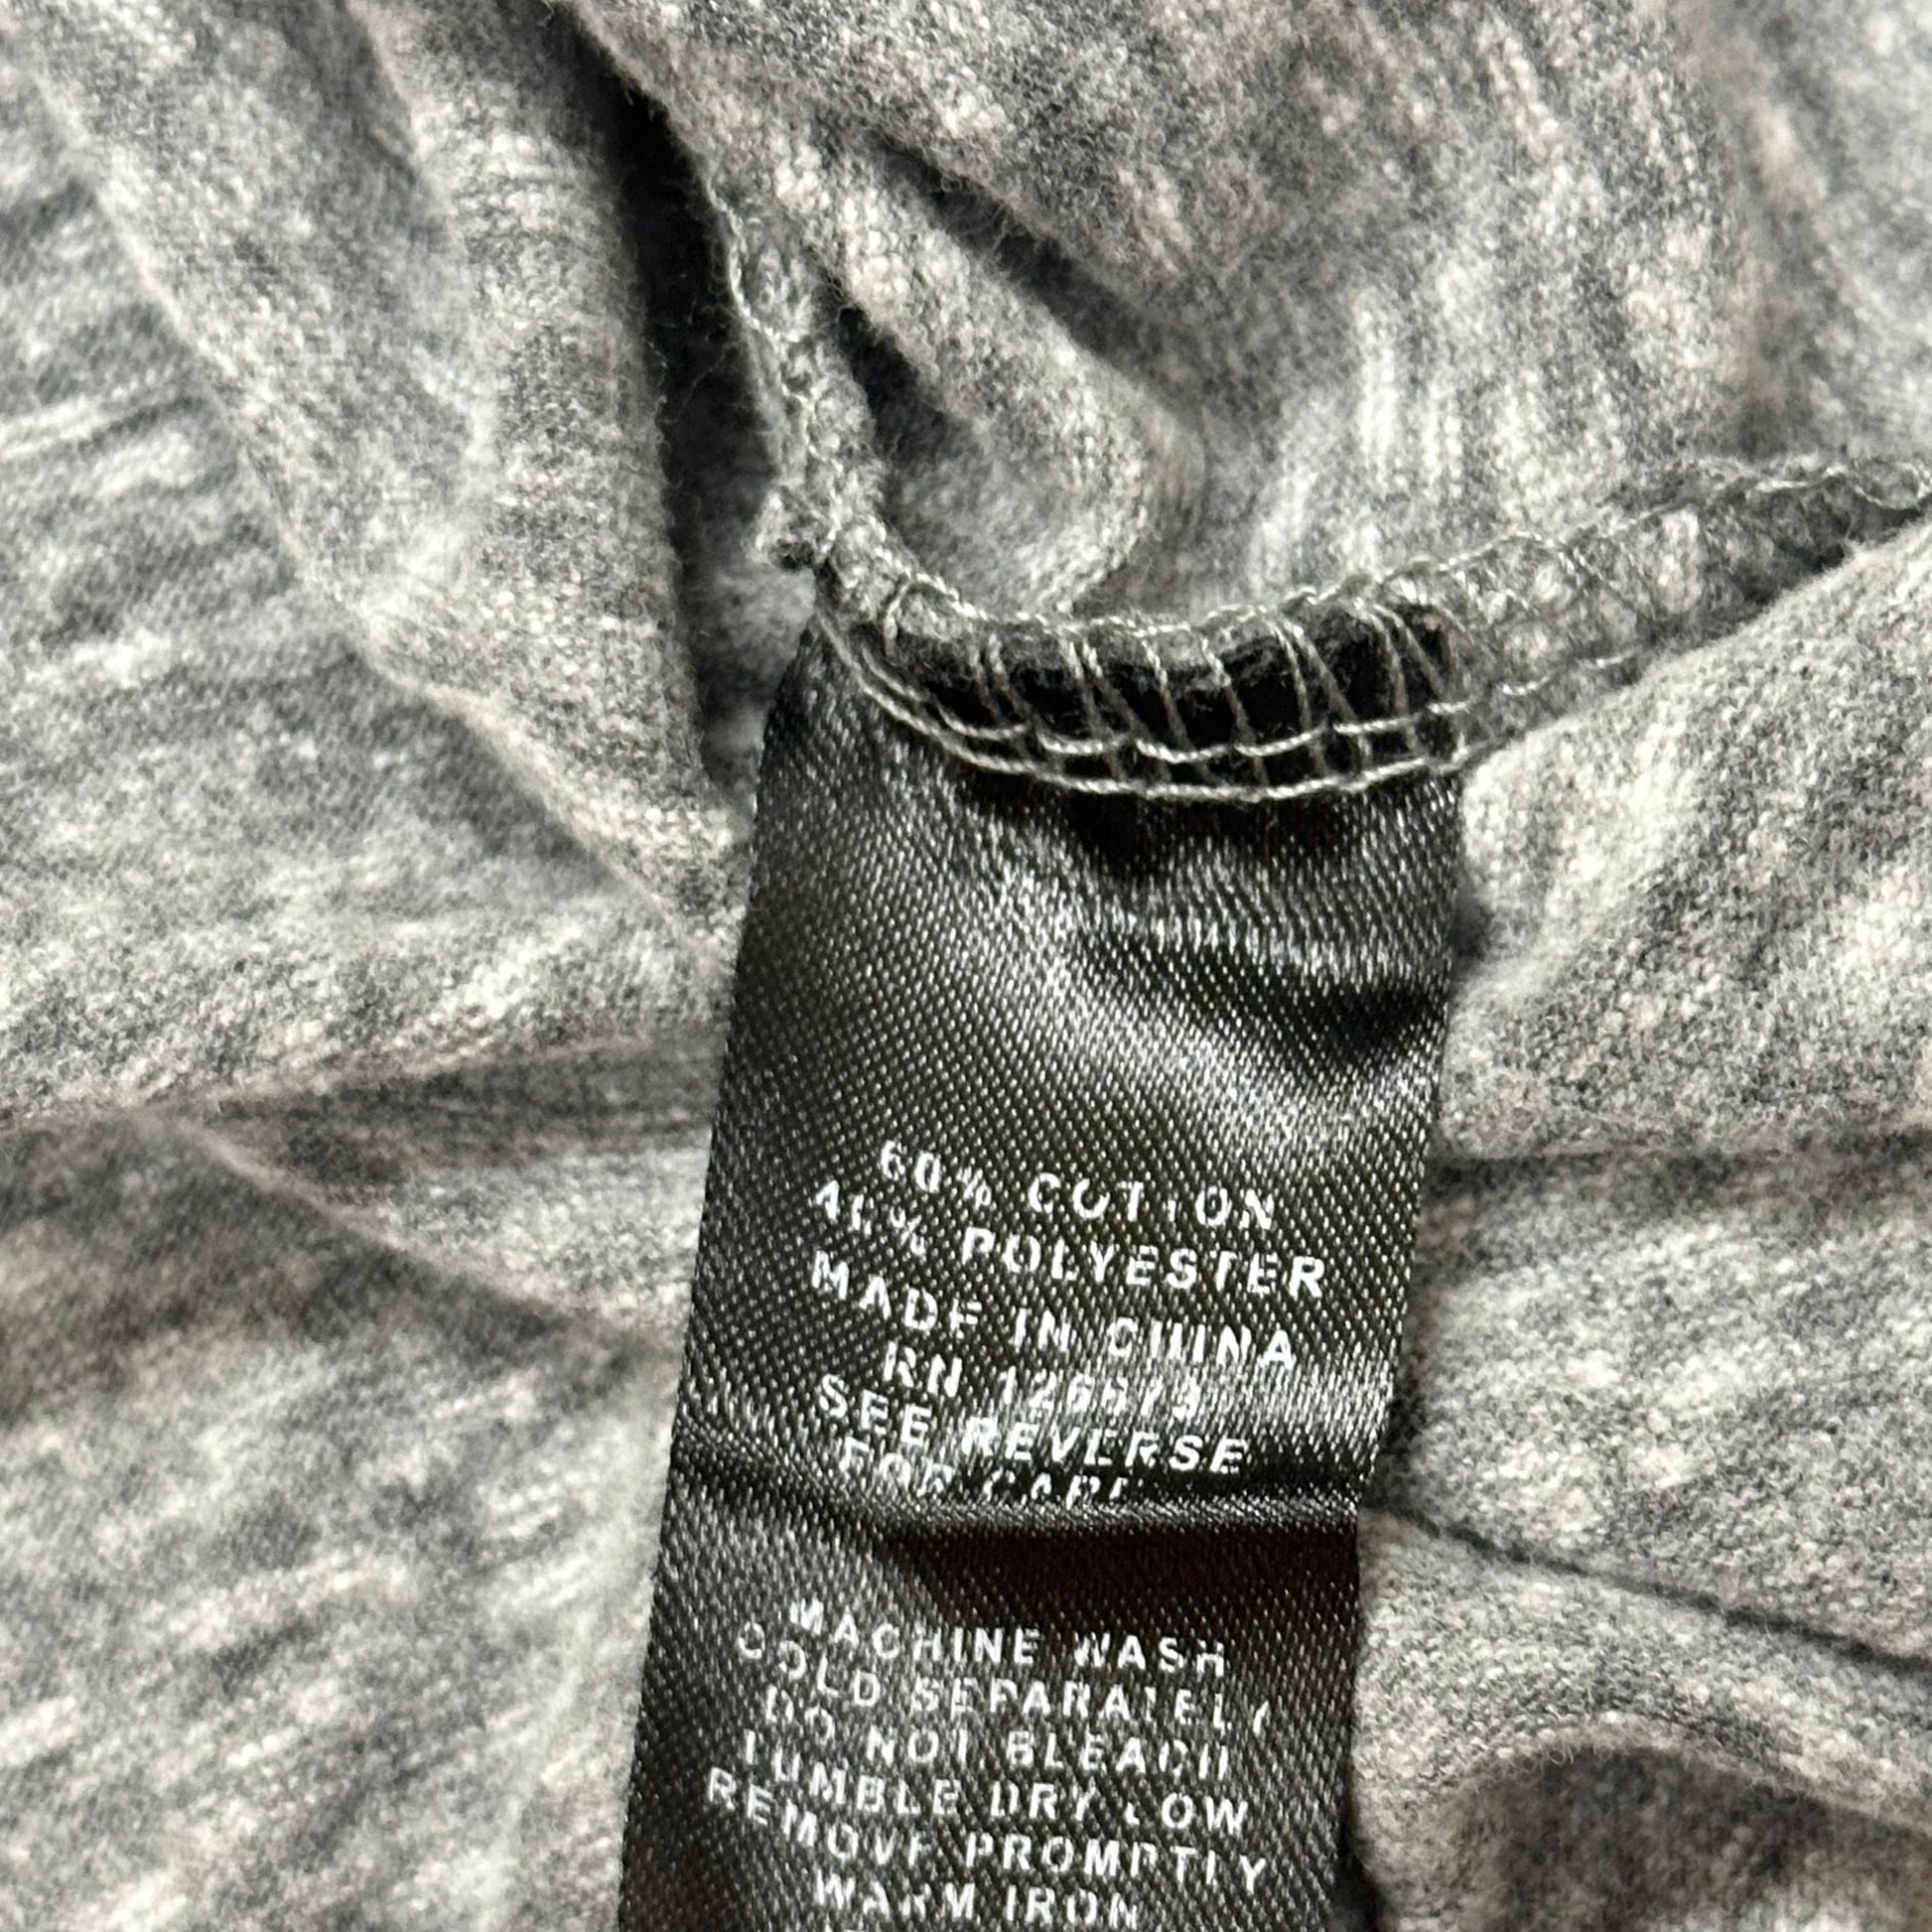 60% COTTON
40% POLYESTER
MADE IN CHINA
RN
SEE REVERSE
FOR CARE
MACHINE WASH
COLD SEPARATELY
DO NOT BLEACH
TUMBLE DRY LOW
REMOVE PROMPTLY
WARM IRON